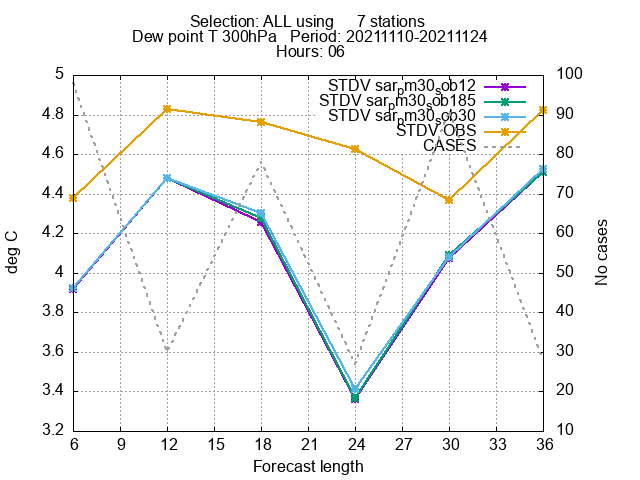 Selection: ALL using 7 stations
Dew point T 300hPa Period: 20211110-20211124
Hours: 06
STDV sar_pm30_sob12
STDV sar_pm30_sob185
STDV sar_pm30_sob30
STDV OBS
CASES
5
4.8
4.6
4.4
4.2
4
3.8
3.6
3.4
3.2
deg C
100
90
80
70
60
50
40
30
20
10
No cases
6 9 12 15 18 21 24 27 30 33 36
Forecast length